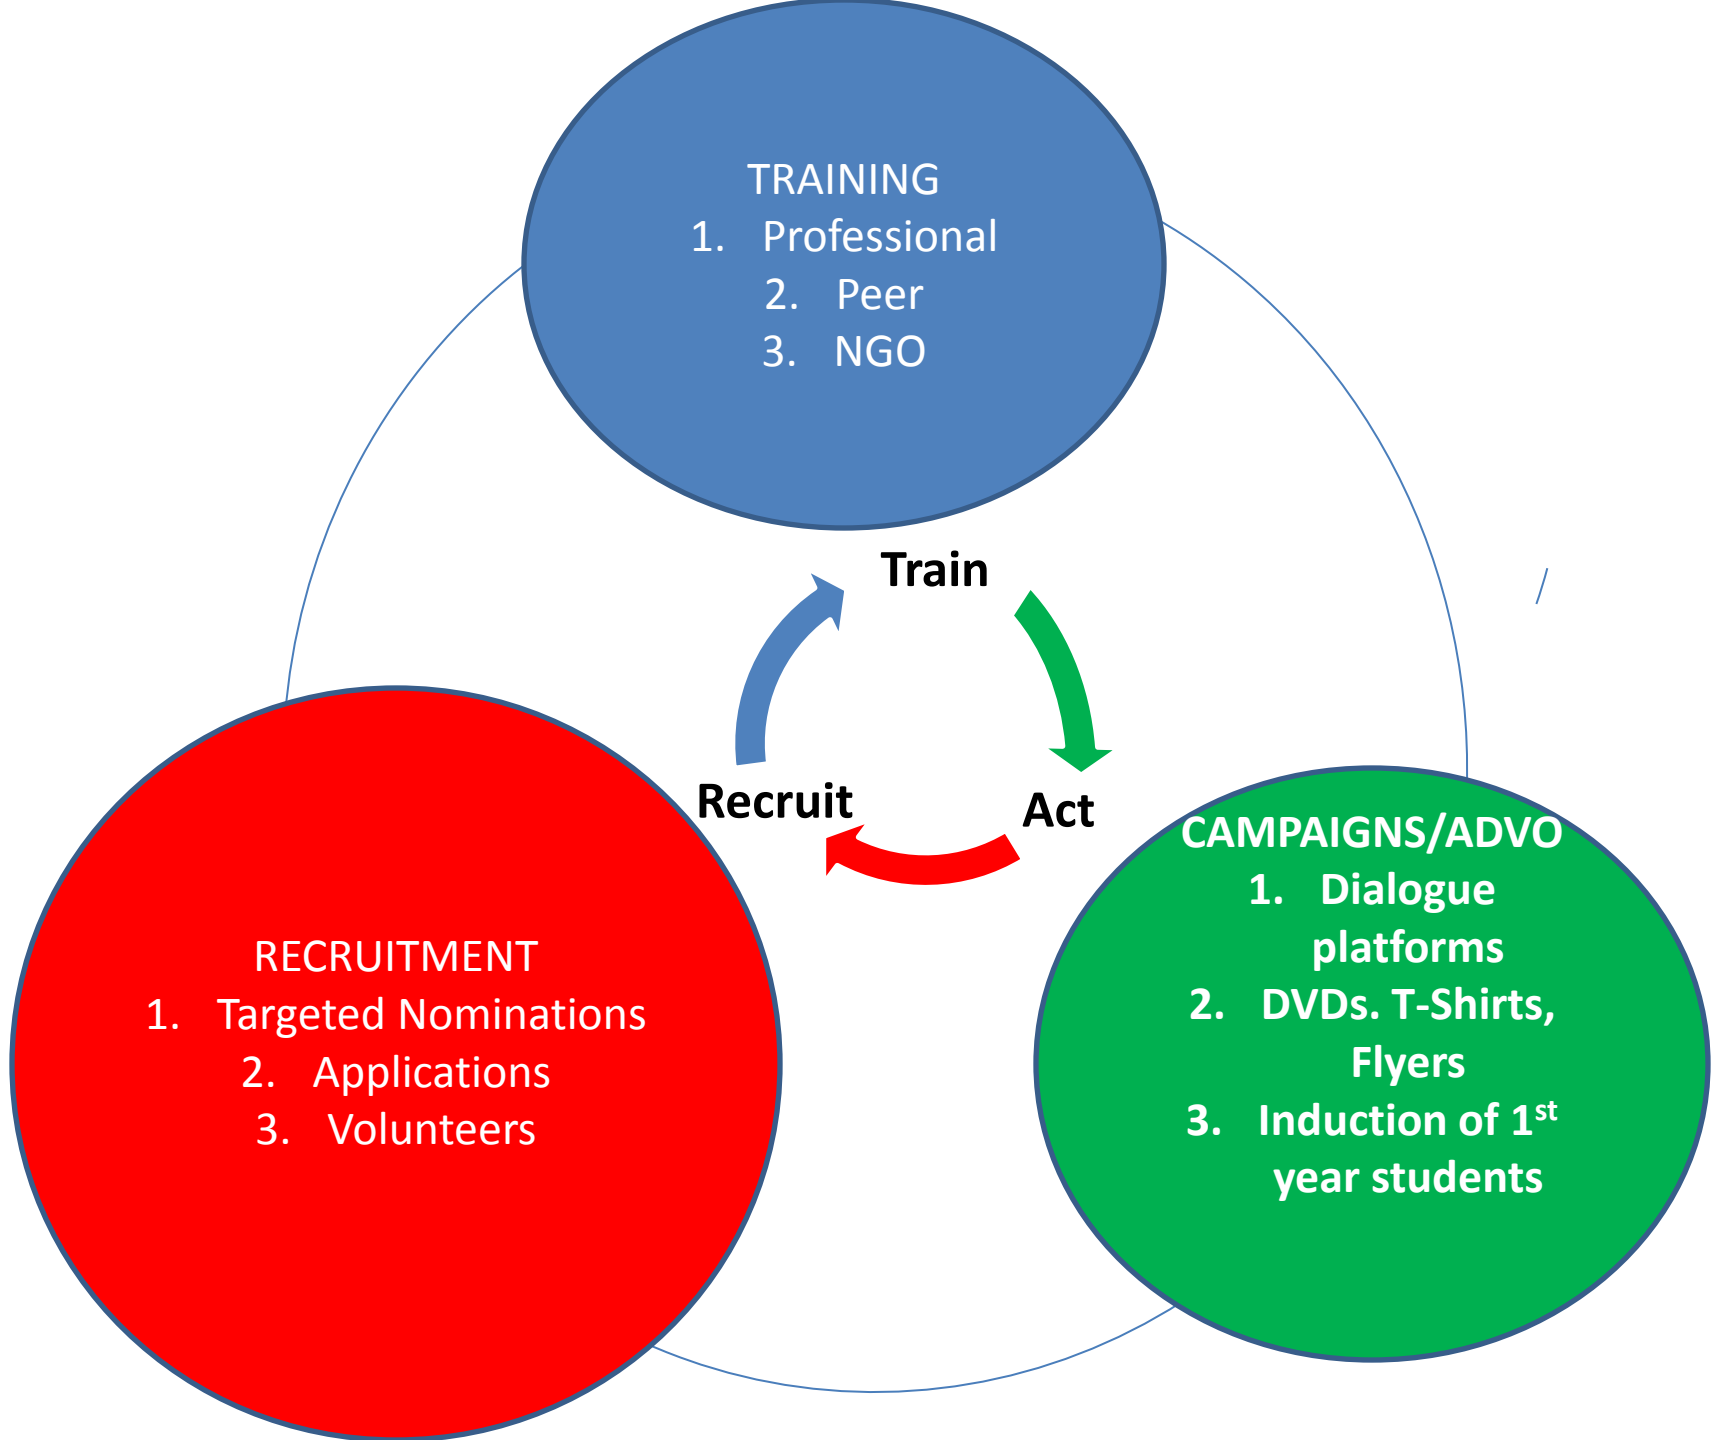 TRAINING
1. Professional
2. Peer
3. NGO
Train
Recruit
Act
CAMPAIGNS/ADVO
1. Dialogue
platforms
2. DVDs. T-Shirts,
Flyers
3. Induction of 1st
year students
RECRUITMENT
1. Targeted Nominations
2. Applications
3. Volunteers